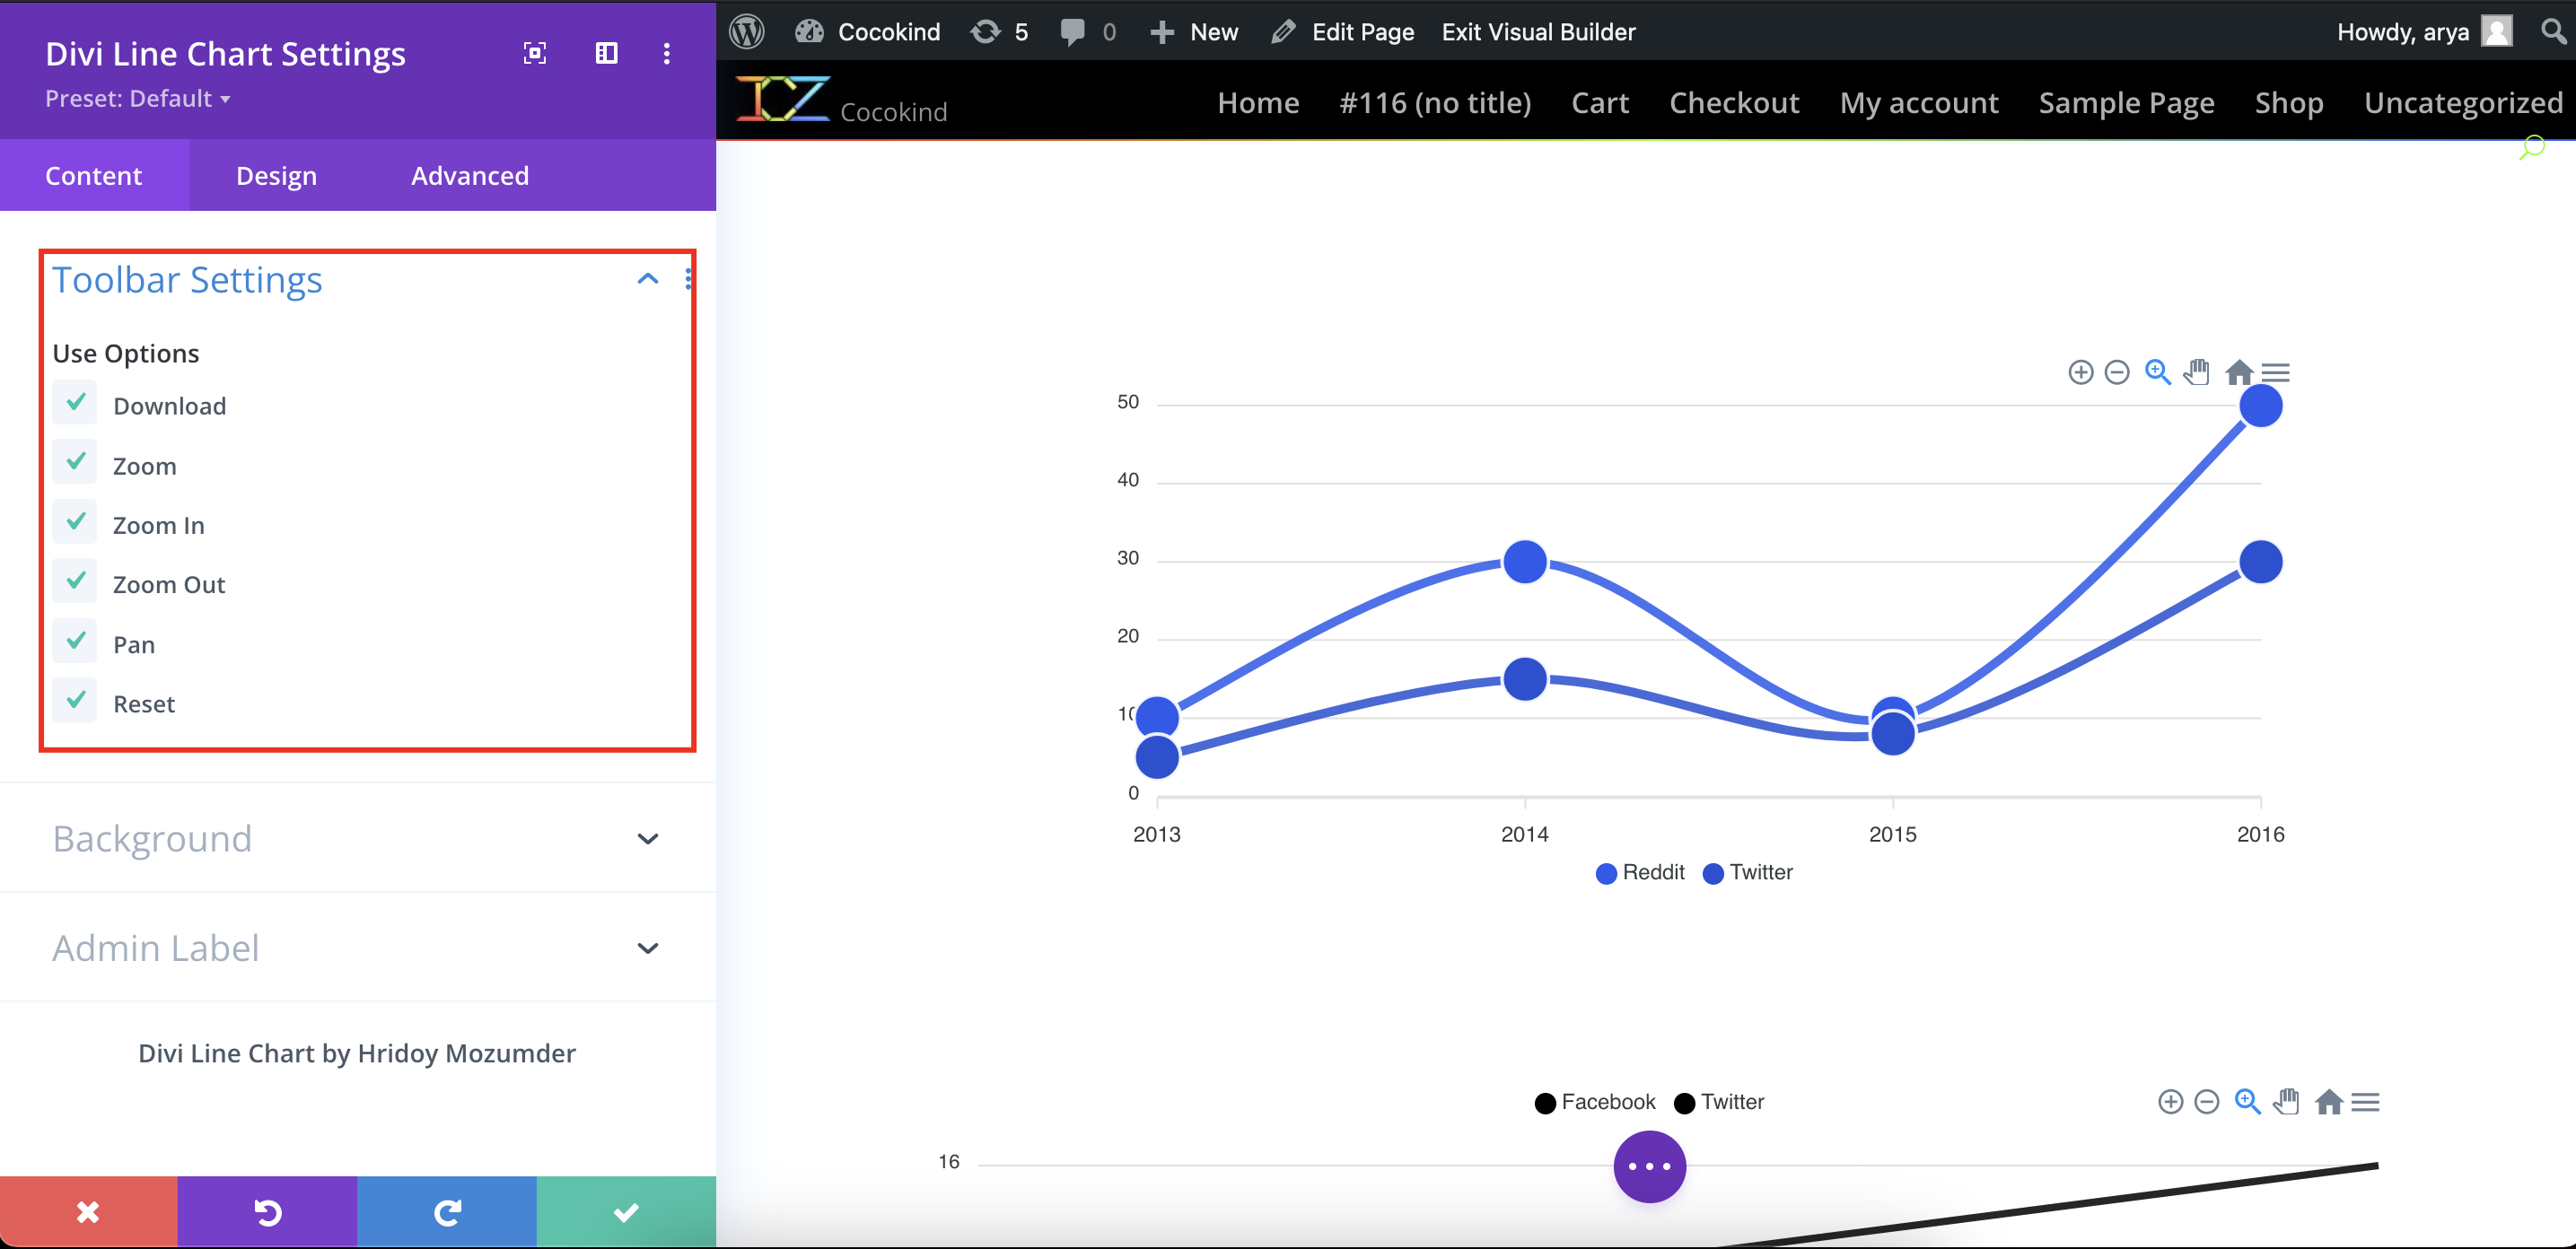 Divi Line Chart Settings
Preset: Default
Content Design Advanced
Toolbar Settings
Use Options
Download
Zoom
Zoom In
Zoom Out
Pan
Reset
Background
Admin Label
Divi Line Chart by Hridoy Mozumder
Cocokind 5 0 New Edit Page Exit Visual Builder Howdy, arya
ICZ Cocokind Home #116 (no title) Cart Checkout My account Sample Page Shop Uncategorized
50
40
30
20
10
0
2013 2014 2015 2016
Reddit Twitter
Facebook Twitter
16